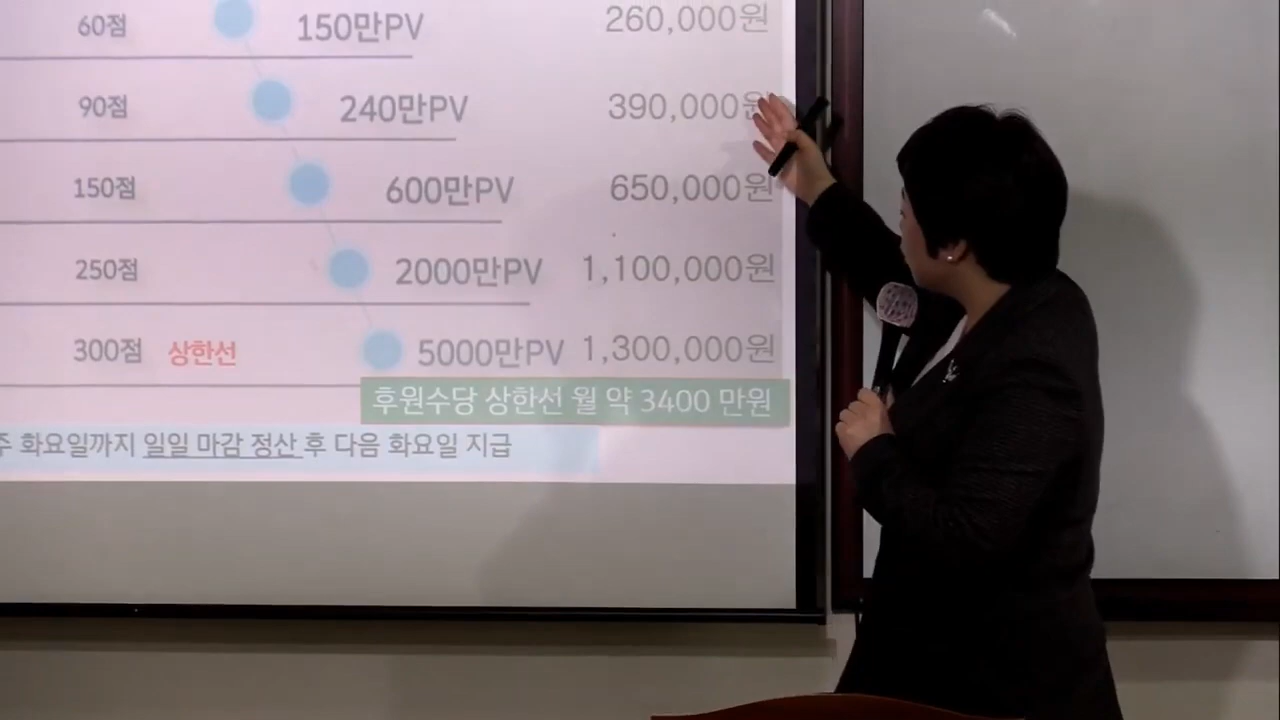 60점 150만PV 260,000원
90점 240만PV 390,000원
150점 600만PV 650,000원
250점 2000만PV 1,100,000원
300점 상한선 5000만PV 1,300,000원
후원수당 상한선 월 약 3400 만원
화요일까지 일일 마감 정산 후 다음 화요일 지급